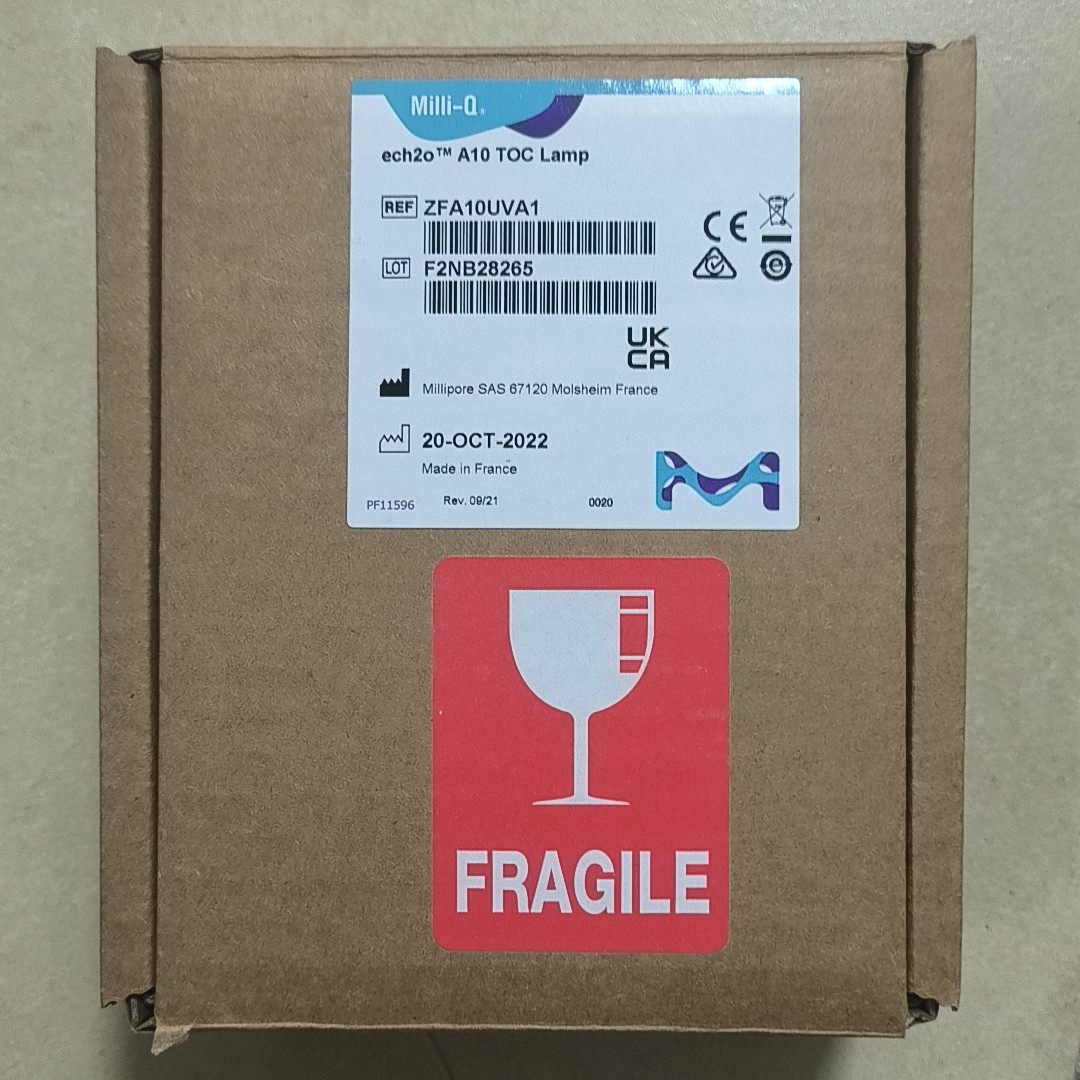 Milli-Q®
ech2o™ A10 TOC Lamp
REF ZFA10UVA1
LOT F2NB28265
CE
UK
CA
Millipore SAS 67120 Molsheim France
20-OCT-2022
Made in France
PF11596 Rev. 09/21 0020
M
FRAGILE